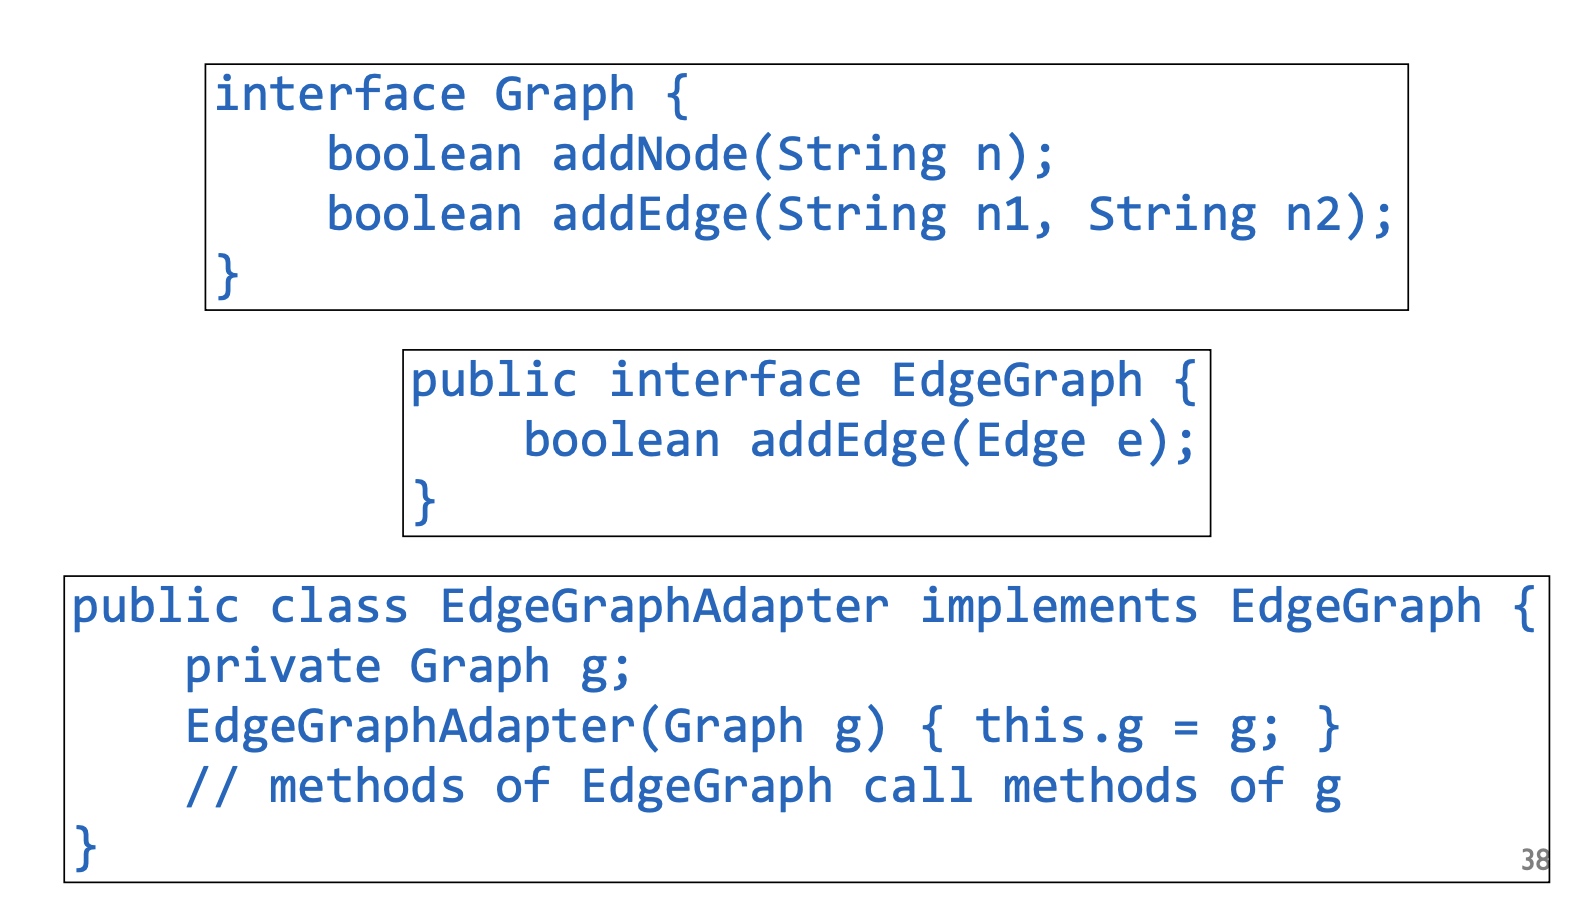 interface Graph {
    boolean addNode(String n);
    boolean addEdge(String n1, String n2);
}
public interface EdgeGraph {
    boolean addEdge(Edge e);
}
public class EdgeGraphAdapter implements EdgeGraph {
    private Graph g;
    EdgeGraphAdapter(Graph g) { this.g = g; }
    // methods of EdgeGraph call methods of g
}
38